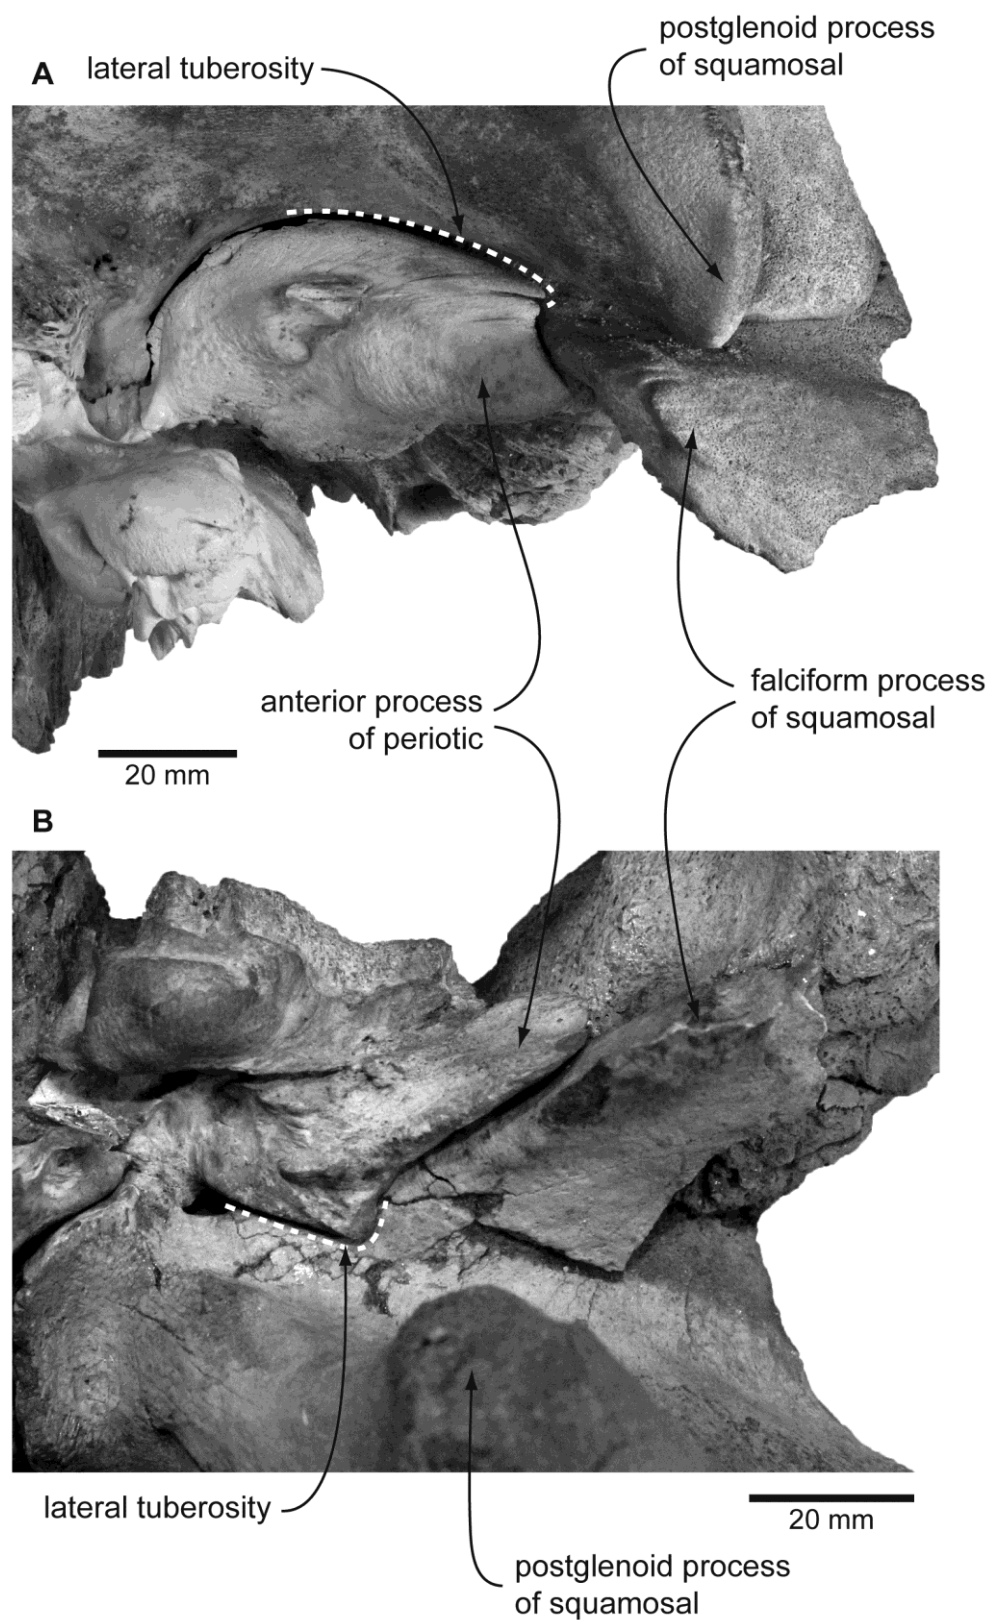 A
lateral tuberosity
postglenoid process
of squamosal
anterior process
of periotic
falciform process
of squamosal
20 mm
B
lateral tuberosity
20 mm
postglenoid process
of squamosal